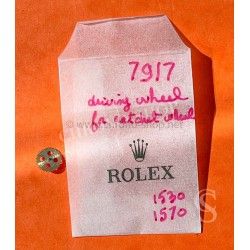 7917
driving wheel
for ratchet wheel
ROLEX
1530
1570